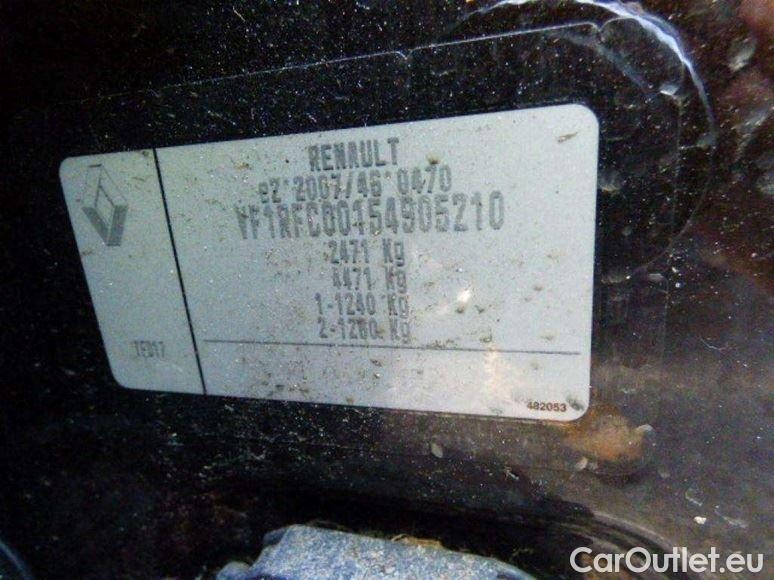 RENAULT
e2*2007/46*0470
VF1RFC00154905210
2471 Kg
4471 Kg
1-1240 Kg
2-1280 Kg
482053
CarOutlet.eu